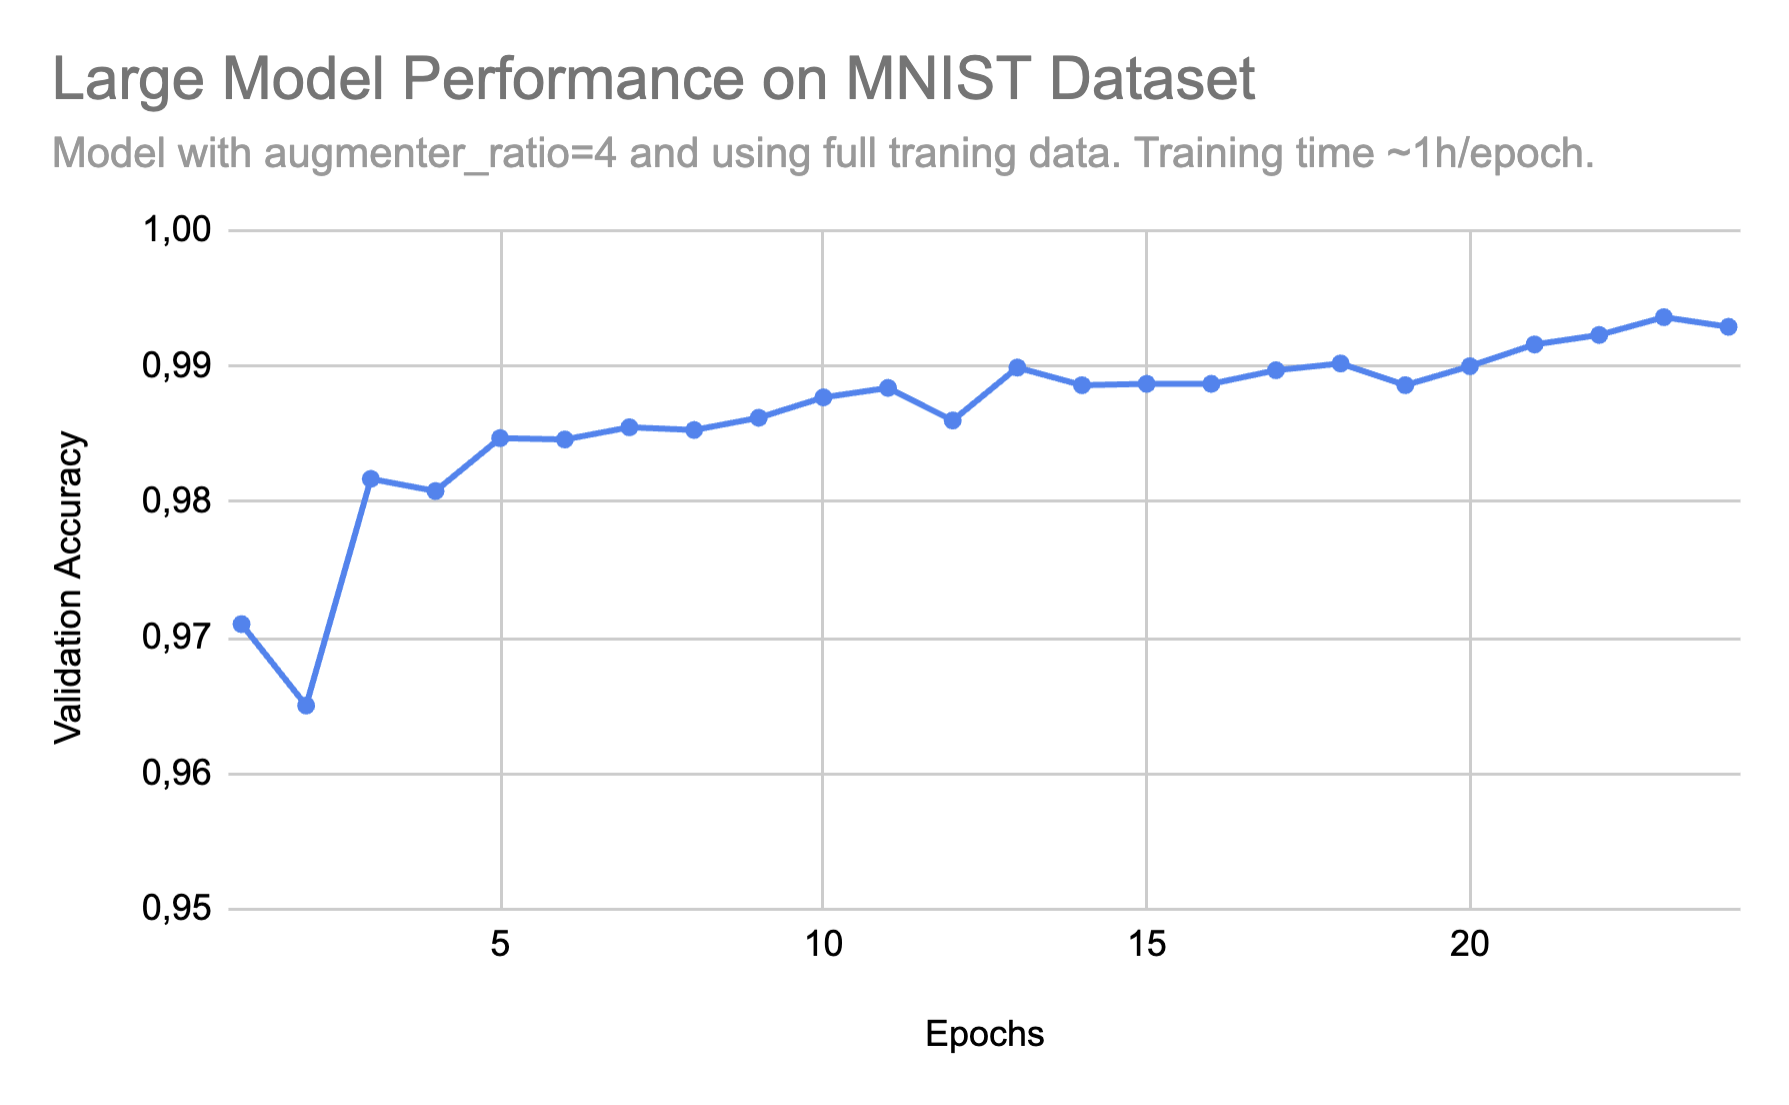 Large Model Performance on MNIST Dataset
Model with augmenter_ratio=4 and using full traning data. Training time ~1h/epoch.
1,00
0,99
0,98
0,97
0,96
0,95
Validation Accuracy
5 10 15 20
Epochs